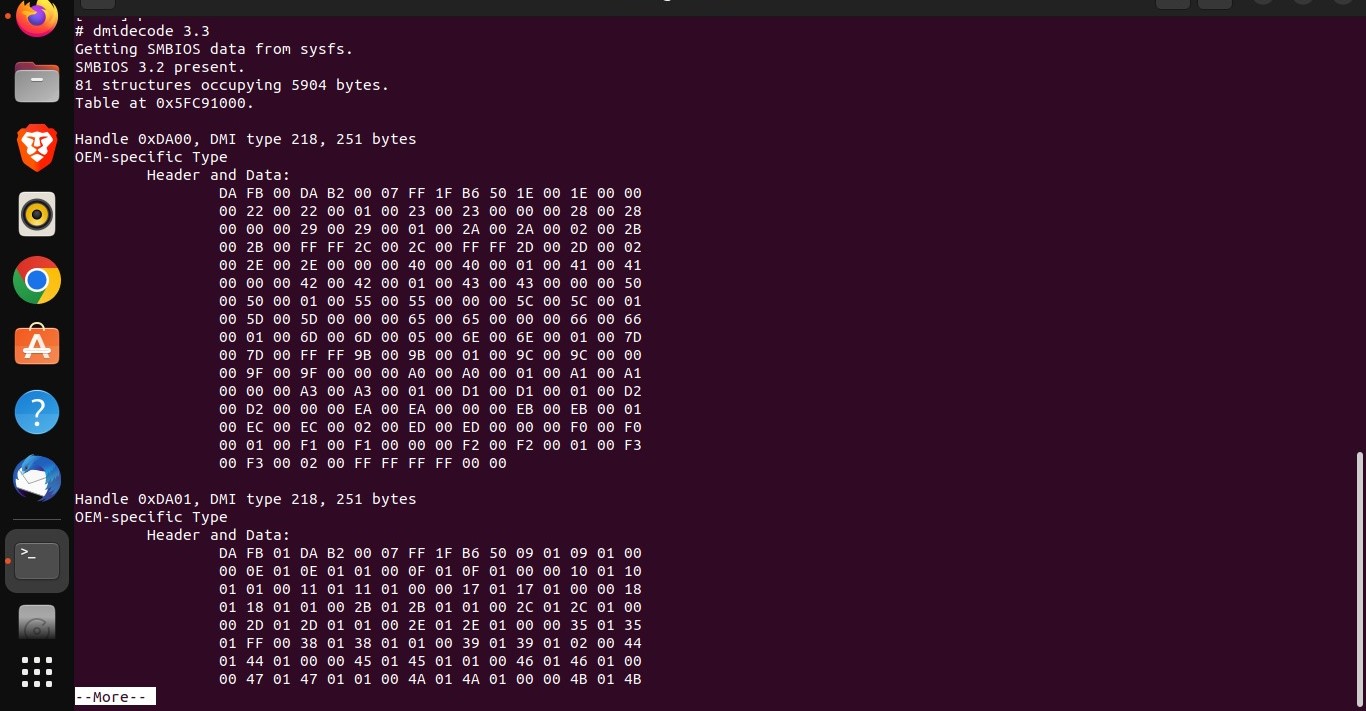 # dmidecode 3.3
Getting SMBIOS data from sysfs.
SMBIOS 3.2 present.
81 structures occupying 5904 bytes.
Table at 0x5FC91000.

Handle 0xDA00, DMI type 218, 251 bytes
OEM-specific Type
Header and Data:
DA FB 00 DA B2 00 07 FF 1F B6 50 1E 00 1E 00 00
00 22 00 22 00 01 00 23 00 23 00 00 00 28 00 28
00 00 00 29 00 29 00 01 00 2A 00 2A 00 02 00 2B
00 2B 00 FF FF 2C 00 2C 00 FF FF 2D 00 2D 00 02
00 2E 00 2E 00 00 00 40 00 40 00 01 00 41 00 41
00 00 00 42 00 42 00 01 00 43 00 43 00 00 00 50
00 50 00 01 00 55 00 55 00 00 00 5C 00 5C 00 01
00 5D 00 5D 00 00 00 65 00 65 00 00 00 66 00 66
00 01 00 6D 00 6D 00 05 00 6E 00 6E 00 01 00 7D
00 7D 00 FF FF 9B 00 9B 00 01 00 9C 00 9C 00 00
00 9F 00 9F 00 00 00 A0 00 A0 00 01 00 A1 00 A1
00 00 00 A3 00 A3 00 01 00 D1 00 D1 00 01 00 D2
00 D2 00 00 00 EA 00 EA 00 00 00 EB 00 EB 00 01
00 EC 00 EC 00 02 00 ED 00 ED 00 00 00 F0 00 F0
00 01 00 F1 00 F1 00 00 00 F2 00 F2 00 01 00 F3
00 F3 00 02 00 FF FF FF FF 00 00

Handle 0xDA01, DMI type 218, 251 bytes
OEM-specific Type
Header and Data:
DA FB 01 DA B2 00 07 FF 1F B6 50 09 01 09 01 00
00 0E 01 0E 01 01 00 0F 01 0F 01 00 00 10 01 10
01 01 00 11 01 11 01 00 00 17 01 17 01 00 00 18
01 18 01 01 00 2B 01 2B 01 01 00 2C 01 2C 01 00
00 2D 01 2D 01 01 00 2E 01 2E 01 00 00 35 01 35
01 FF 00 38 01 38 01 01 00 39 01 39 01 02 00 44
01 44 01 00 00 45 01 45 01 01 00 46 01 46 01 00
00 47 01 47 01 01 00 4A 01 4A 01 00 00 4B 01 4B
--More--